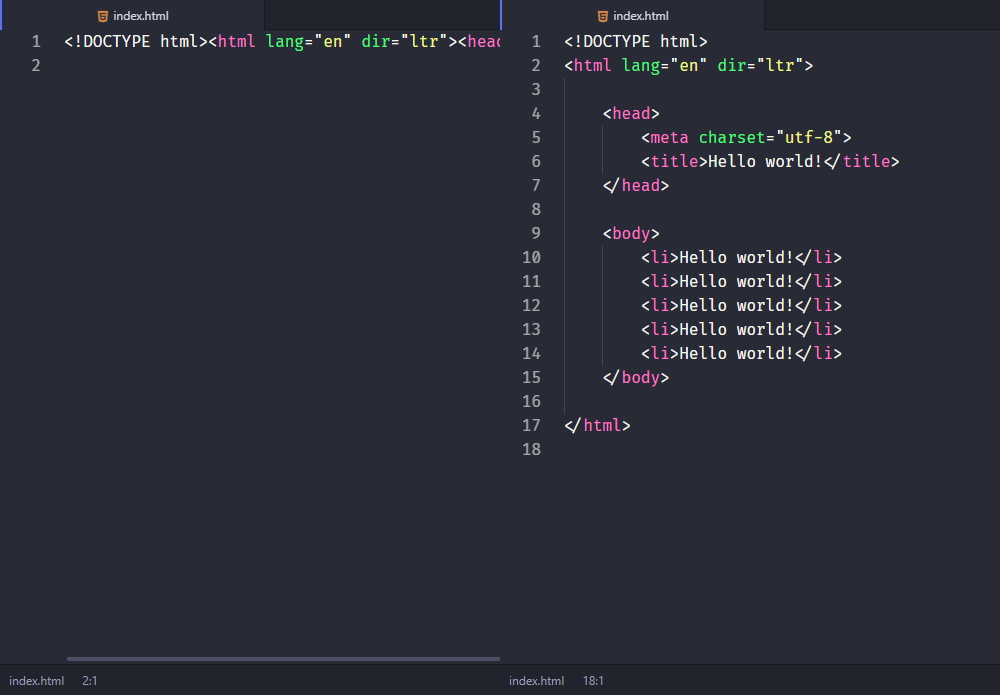 index.html
1 <!DOCTYPE html><html lang="en" dir="ltr"><head
2
index.html 2:1
index.html
1 <!DOCTYPE html>
2 <html lang="en" dir="ltr">
3
4 <head>
5 <meta charset="utf-8">
6 <title>Hello world!</title>
7 </head>
8
9 <body>
10 <li>Hello world!</li>
11 <li>Hello world!</li>
12 <li>Hello world!</li>
13 <li>Hello world!</li>
14 <li>Hello world!</li>
15 </body>
16
17 </html>
18
index.html 18:1